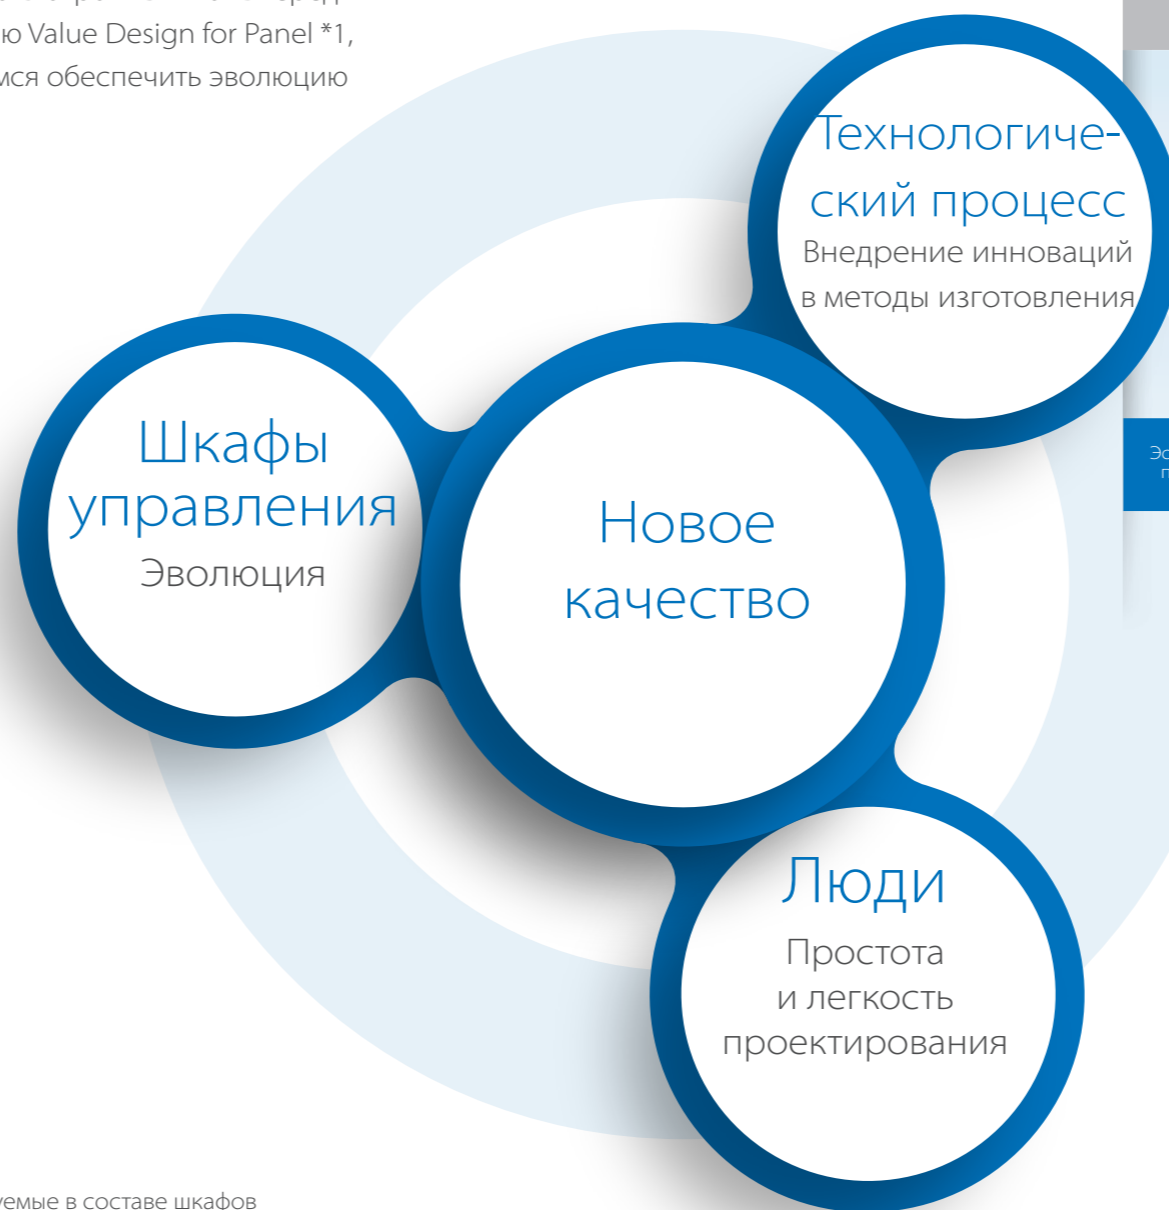 ю Value Design for Panel *1,
мся обеспечить эволюцию
Технологиче-
ский процесс
Внедрение инноваций
в методы изготовления
Шкафы
управления
Эволюция
Новое
качество
Люди
Простота
и легкость
проектирования
уемые в составе шкафов